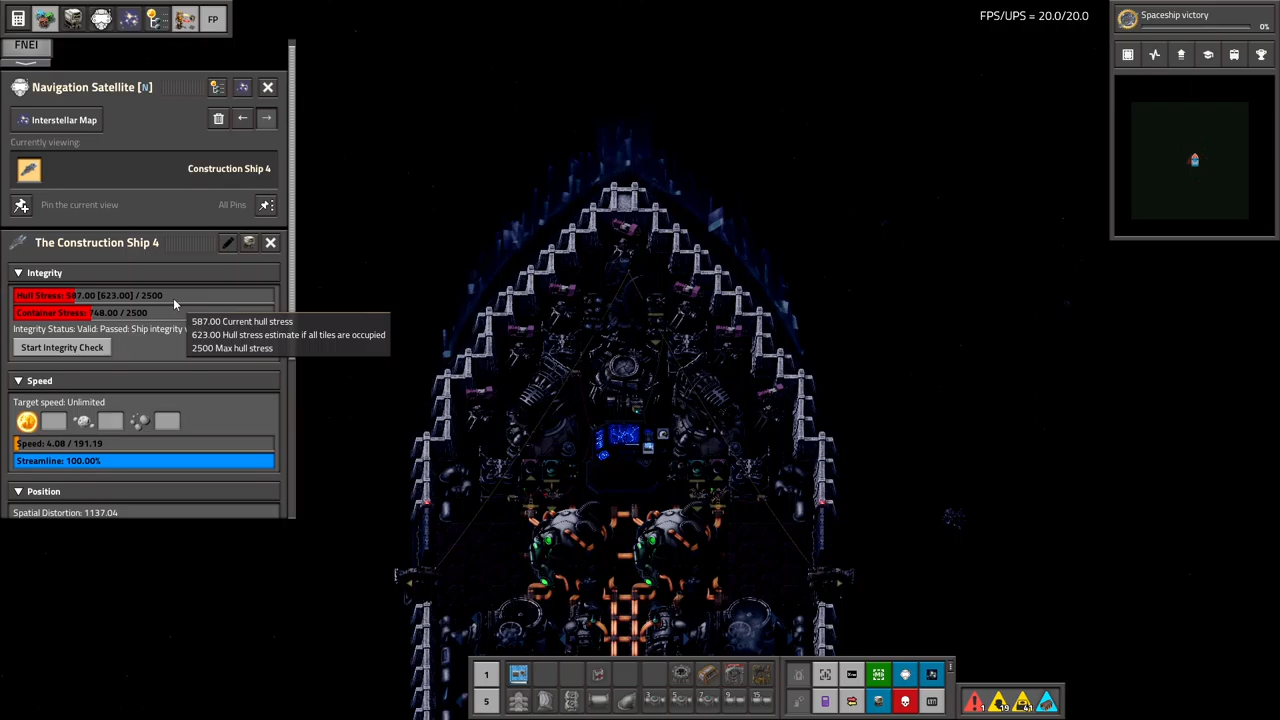 FP
FPS/UPS = 20.0/20.0
Spaceship victory
0%
FNEI
Navigation Satellite [N]
Interstellar Map
Currently viewing:
Construction Ship 4
Pin the current view
All Pins
The Construction Ship 4
Integrity
Hull Stress: 587.00 [623.00] / 2500
Container Stress: 748.00 / 2500
Integrity Status: Valid: Passed: Ship integrity
587.00 Current hull stress
623.00 Hull stress estimate if all tiles are occupied
2500 Max hull stress
Start Integrity Check
Speed
Target speed: Unlimited
Speed: 4.08 / 191.19
Streamline: 100.00%
Position
Spatial Distortion: 1137.04
1
5